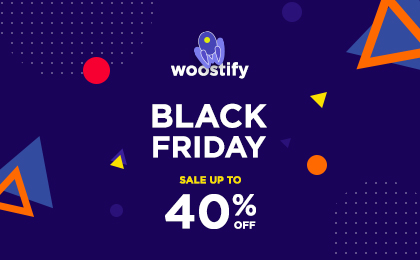 woostify
BLACK
FRIDAY
SALE UP TO
40%
OFF